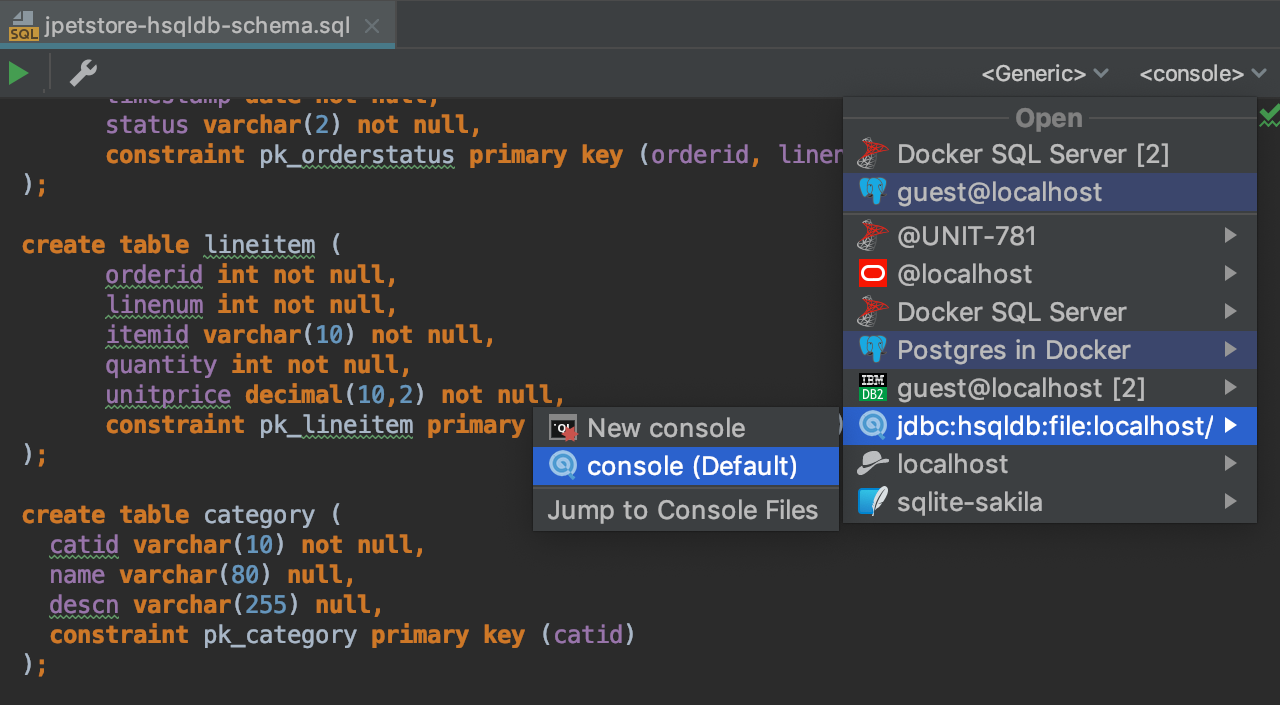 SQL jpetstore-hsqldb-schema.sql
<Generic> <console>
timestamp date not null,
status varchar(2) not null,
constraint pk_orderstatus primary key (orderid, linen
);
create table lineitem (
orderid int not null,
linenum int not null,
itemid varchar(10) not null,
quantity int not null,
unitprice decimal(10,2) not null,
constraint pk_lineitem primary )
);
create table category (
catid varchar(10) not null,
name varchar(80) null,
descn varchar(255) null,
constraint pk_category primary key (catid)
);
Open
Docker SQL Server [2]
guest@localhost
@UNIT-781
@localhost
Docker SQL Server
Postgres in Docker
IBM DB2 guest@localhost [2]
jdbc:hsqldb:file:localhost/
localhost
sqlite-sakila
QL New console
console (Default)
Jump to Console Files